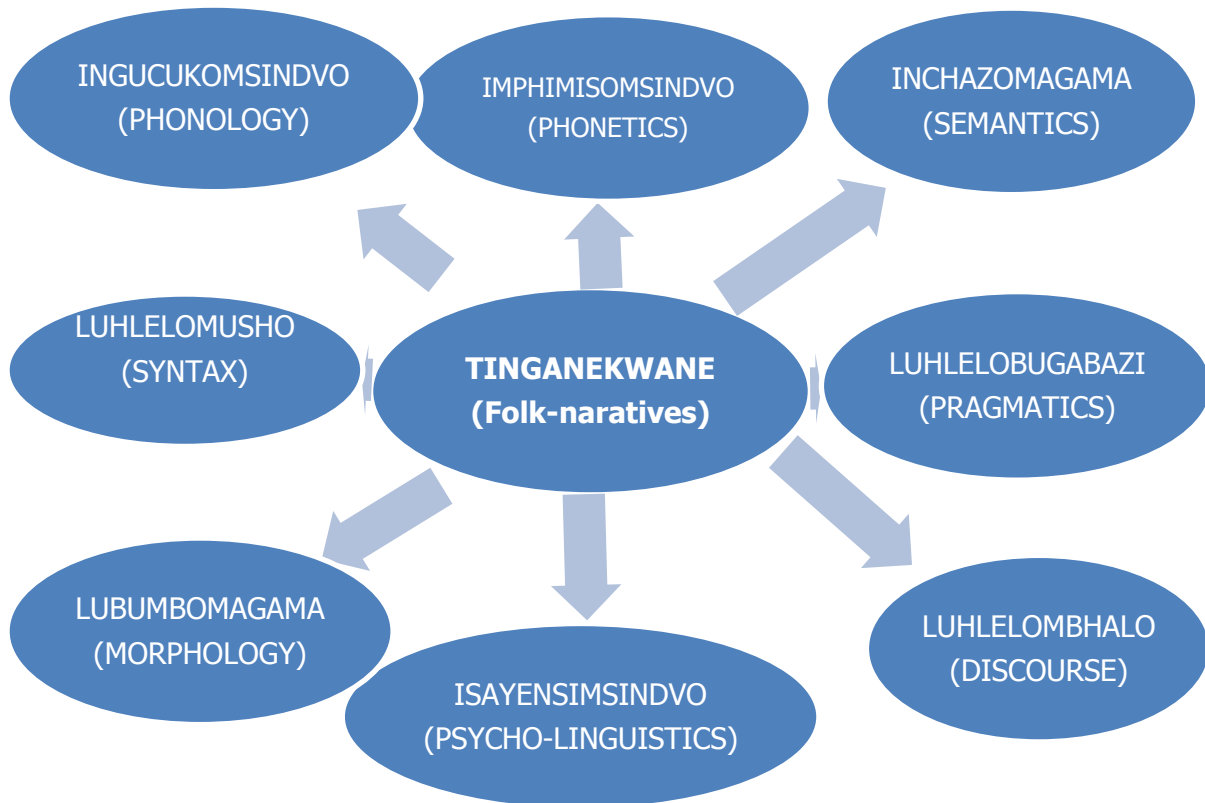 INGUCUKOMSINDVO
(PHONOLOGY)
IMPHIMISOMSINDVO
(PHONETICS)
INCHAZOMAGAMA
(SEMANTICS)
LUHLELOMUSHO
(SYNTAX)
TINGANEKWANE
(Folk-naratives)
LUHLELOBUGABAZI
(PRAGMATICS)
LUBUMBOMAGAMA
(MORPHOLOGY)
ISAYENSIMSINDVO
(PSYCHO-LINGUISTICS)
LUHLELOMBHALO
(DISCOURSE)